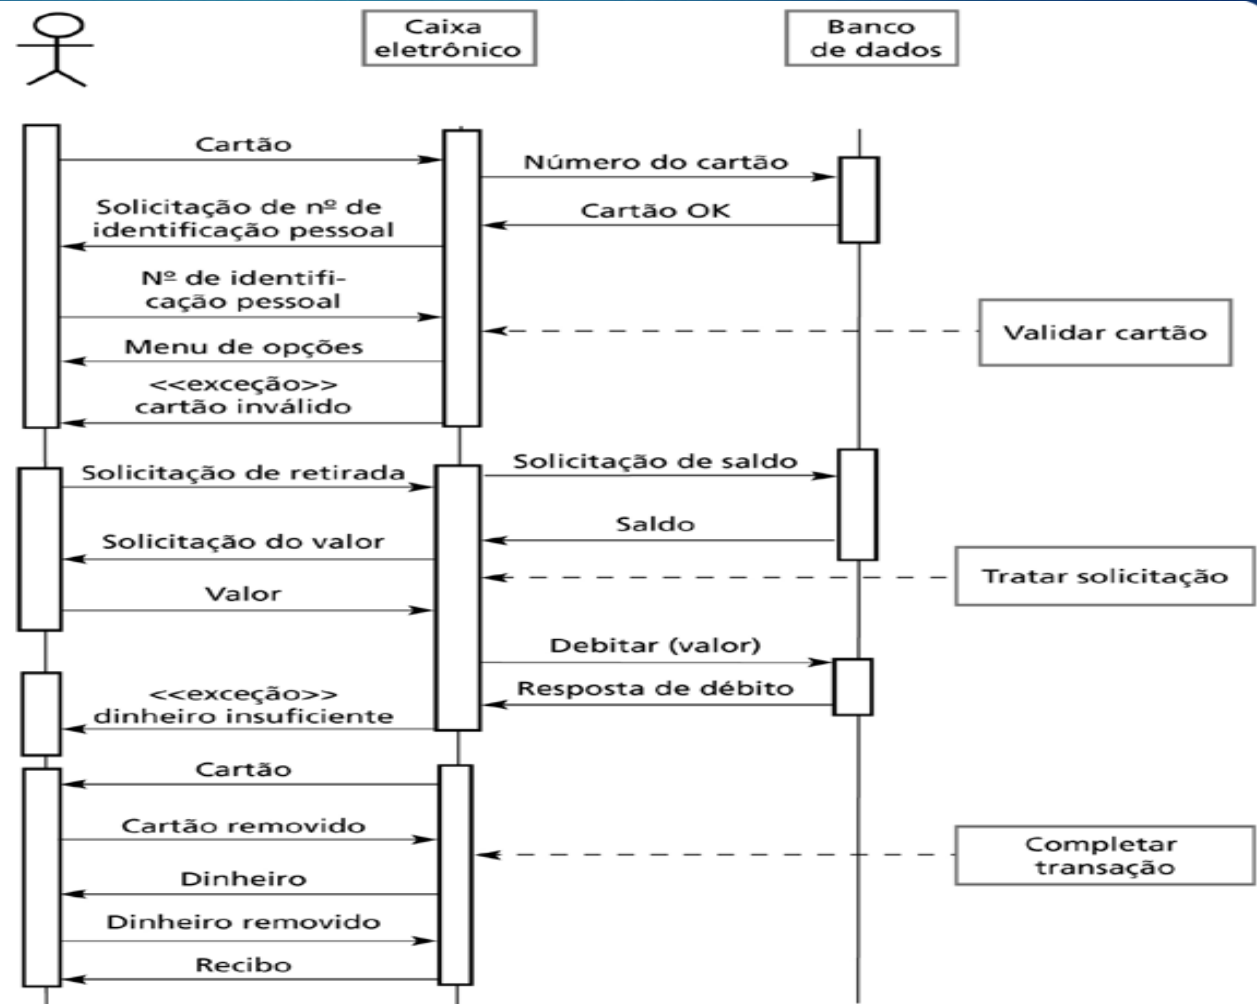 Caixa
eletrônico
Banco
de dados
Cartão
Número do cartão
Solicitação de nº de
identificação pessoal
Cartão OK
Nº de identifi-
cação pessoal
Validar cartão
Menu de opções
<<exceção>>
cartão inválido
Solicitação de retirada
Solicitação de saldo
Saldo
Solicitação do valor
Tratar solicitação
Valor
Debitar (valor)
Resposta de débito
<<exceção>>
dinheiro insuficiente
Cartão
Cartão removido
Completar
transação
Dinheiro
Dinheiro removido
Recibo